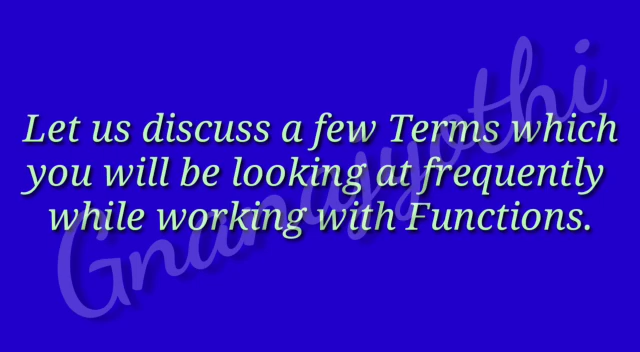 Let us discuss a few Terms which
you will be looking at frequently
while working with Functions.
Gnanajyothi